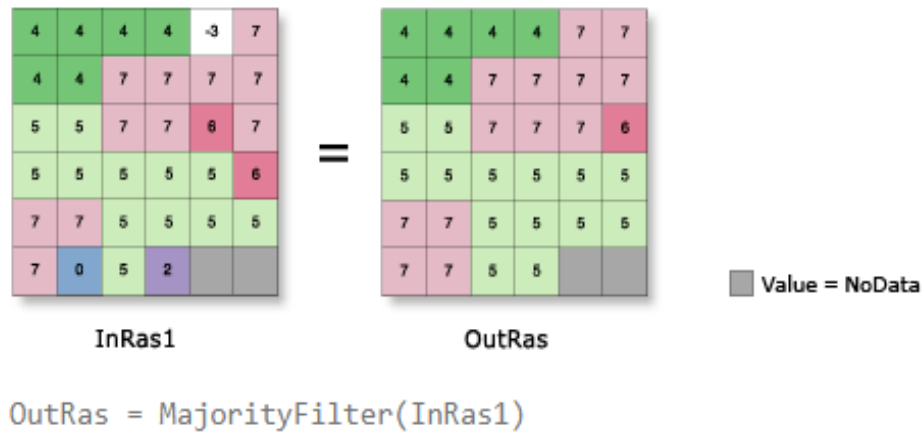 4 4 4 4 -3 7 4 4 4 4 7 7
4 4 7 7 7 7 4 4 7 7 7 7
5 5 7 7 6 7 5 5 7 7 7 6
=
5 5 5 5 5 6 5 5 5 5 5 5
7 7 5 5 5 5 7 7 5 5 5 5
7 0 5 2 7 7 5 5
Value = NoData
InRas1 OutRas
OutRas = MajorityFilter(InRas1)